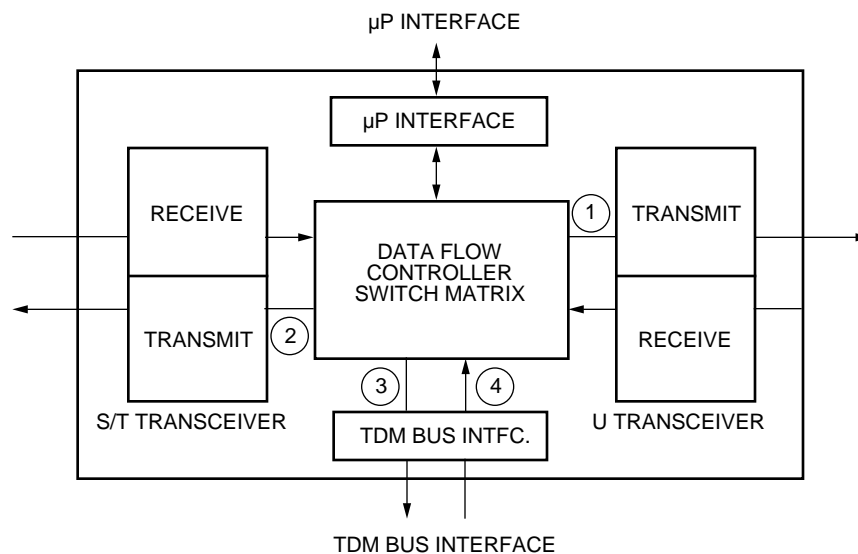 µP INTERFACE
µP INTERFACE
RECEIVE
1
TRANSMIT
DATA FLOW
CONTROLLER
SWITCH MATRIX
TRANSMIT
2
RECEIVE
3
4
S/T TRANSCEIVER
U TRANSCEIVER
TDM BUS INTFC.
TDM BUS INTERFACE